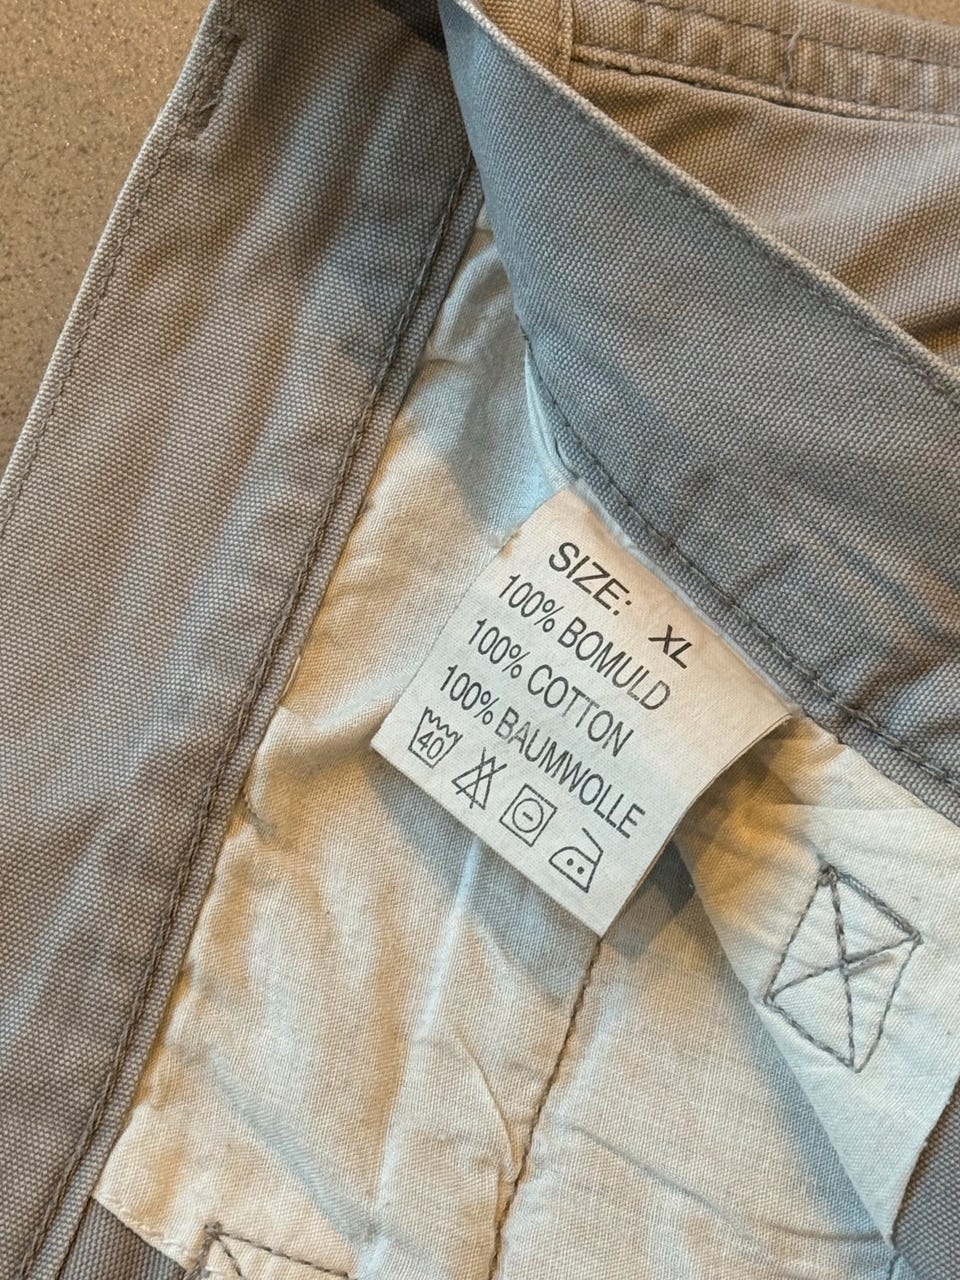 SIZE: XL
100% BOMULD
100% COTTON
100% BAUMWOLLE
40